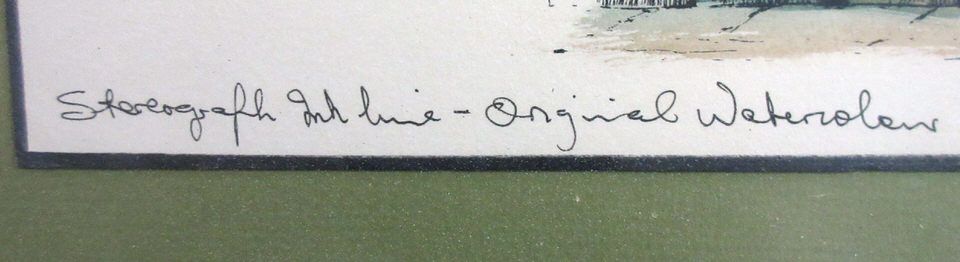 Stereograph Ink line - Original Watercolour